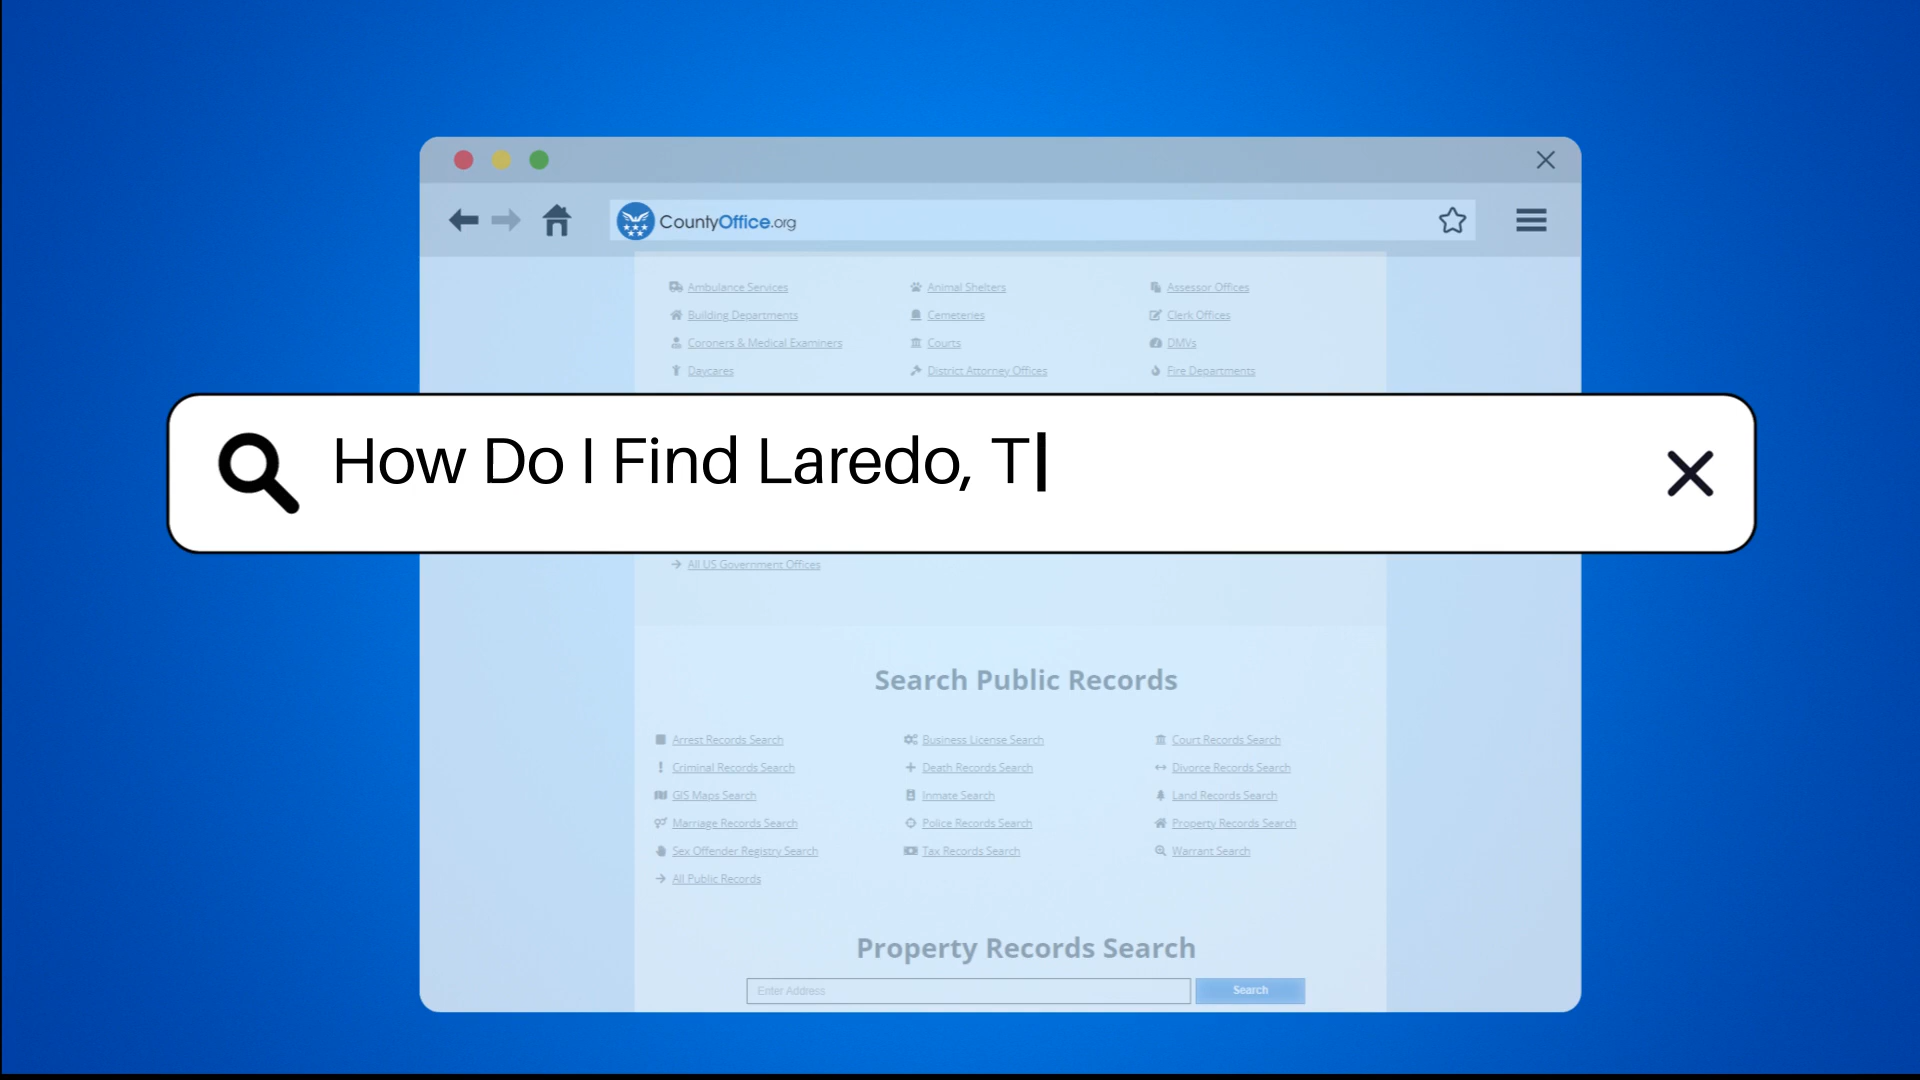 CountyOffice.org
Ambulance Services Animal Shelters Assessor Offices
Building Departments Cemeteries Clerk Offices
Coroners & Medical Examiners Courts DMVs
Daycares District Attorney Offices Fire Departments
How Do I Find Laredo, T
All US Government Offices
Search Public Records
Arrest Records Search Business License Search Court Records Search
Criminal Records Search Death Records Search Divorce Records Search
GIS Maps Search Inmate Search Land Records Search
Marriage Records Search Police Records Search Property Records Search
Sex Offender Registry Search Tax Records Search Warrant Search
All Public Records
Property Records Search
Enter Address Search